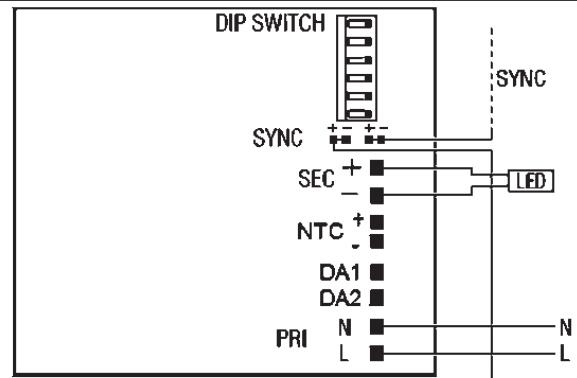 DIP SWITCH
SYNC
+ - + -
SYNC
SEC + -
LED
NTC + -
DA1
DA2
PRI N L
N
L